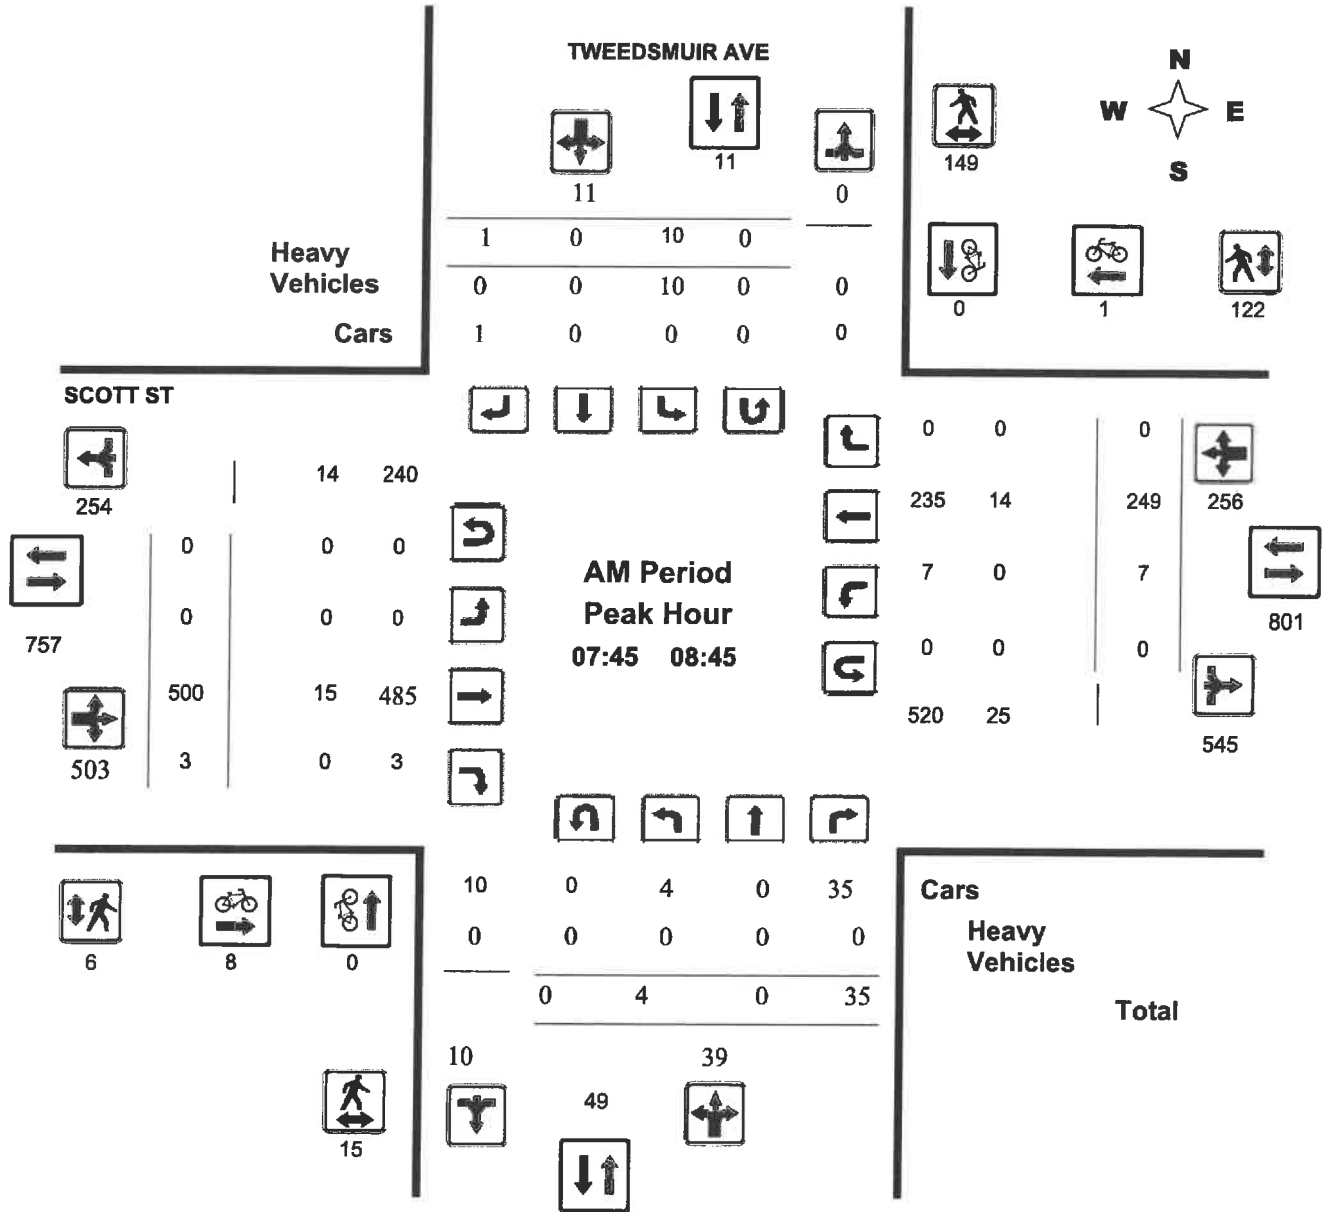 TWEEDSMUIR AVE
N
W E
S
11
11
0
149
1 0 10 0
Heavy
Vehicles
0 0 10 0 0
0 1 122
Cars
1 0 0 0 0
SCOTT ST
0 0 0
14 240
254
235 14 249 256
0 0 0
AM Period
7 0 7
0 0 0
Peak Hour
801
757
07:45 08:45
0 0 0
500 15 485
520 25
545
503
3 0 3
10 0 4 0 35
Cars
0 0 0 0 0
Heavy
Vehicles
6 8 0
0 4 0 35
Total
10 39
49
15